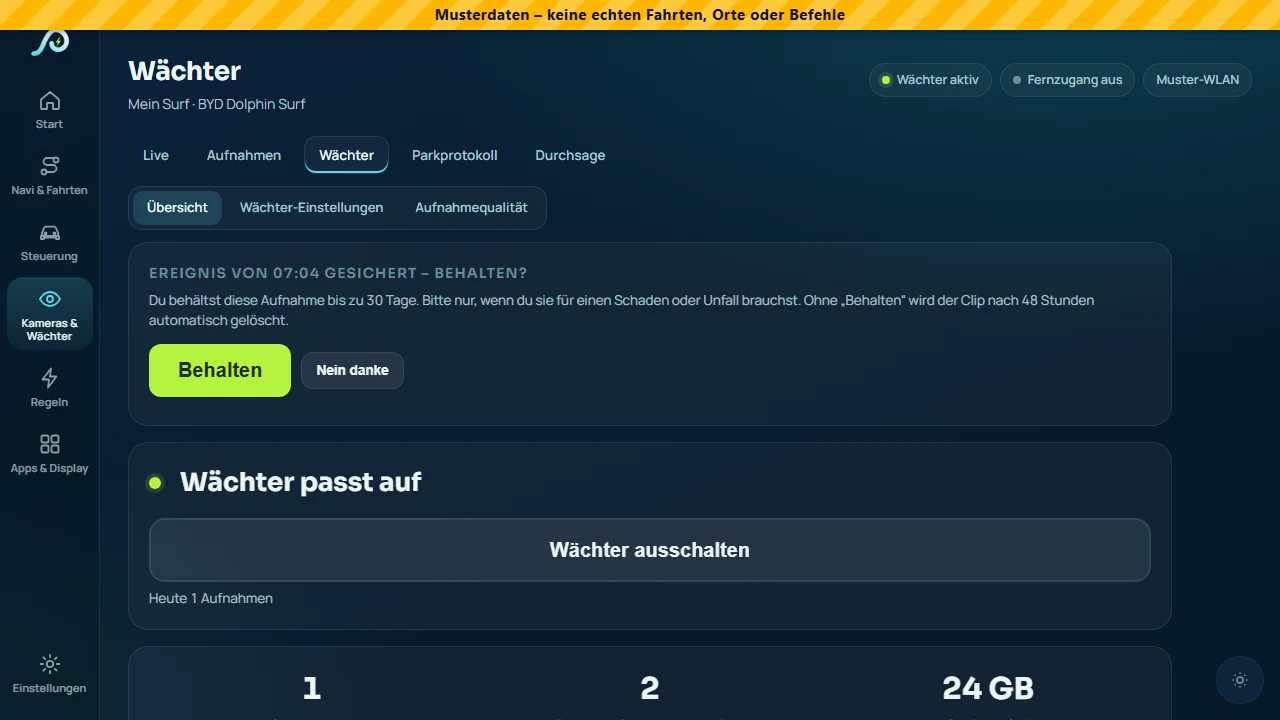 Musterdaten – keine echten Fahrten, Orte oder Befehle
Wächter
Mein Surf · BYD Dolphin Surf
Wächter aktiv
Fernzugang aus
Muster-WLAN
Start
Navi & Fahrten
Steuerung
Kameras &
Wächter
Regeln
Apps & Display
Einstellungen
Live
Aufnahmen
Wächter
Parkprotokoll
Durchsage
Übersicht
Wächter-Einstellungen
Aufnahmequalität
EREIGNIS VON 07:04 GESICHERT – BEHALTEN?
Du behältst diese Aufnahme bis zu 30 Tage. Bitte nur, wenn du sie für einen Schaden oder Unfall brauchst. Ohne „Behalten“ wird der Clip nach 48 Stunden
automatisch gelöscht.
Behalten
Nein danke
Wächter passt auf
Wächter ausschalten
Heute 1 Aufnahmen
1
2
24 GB